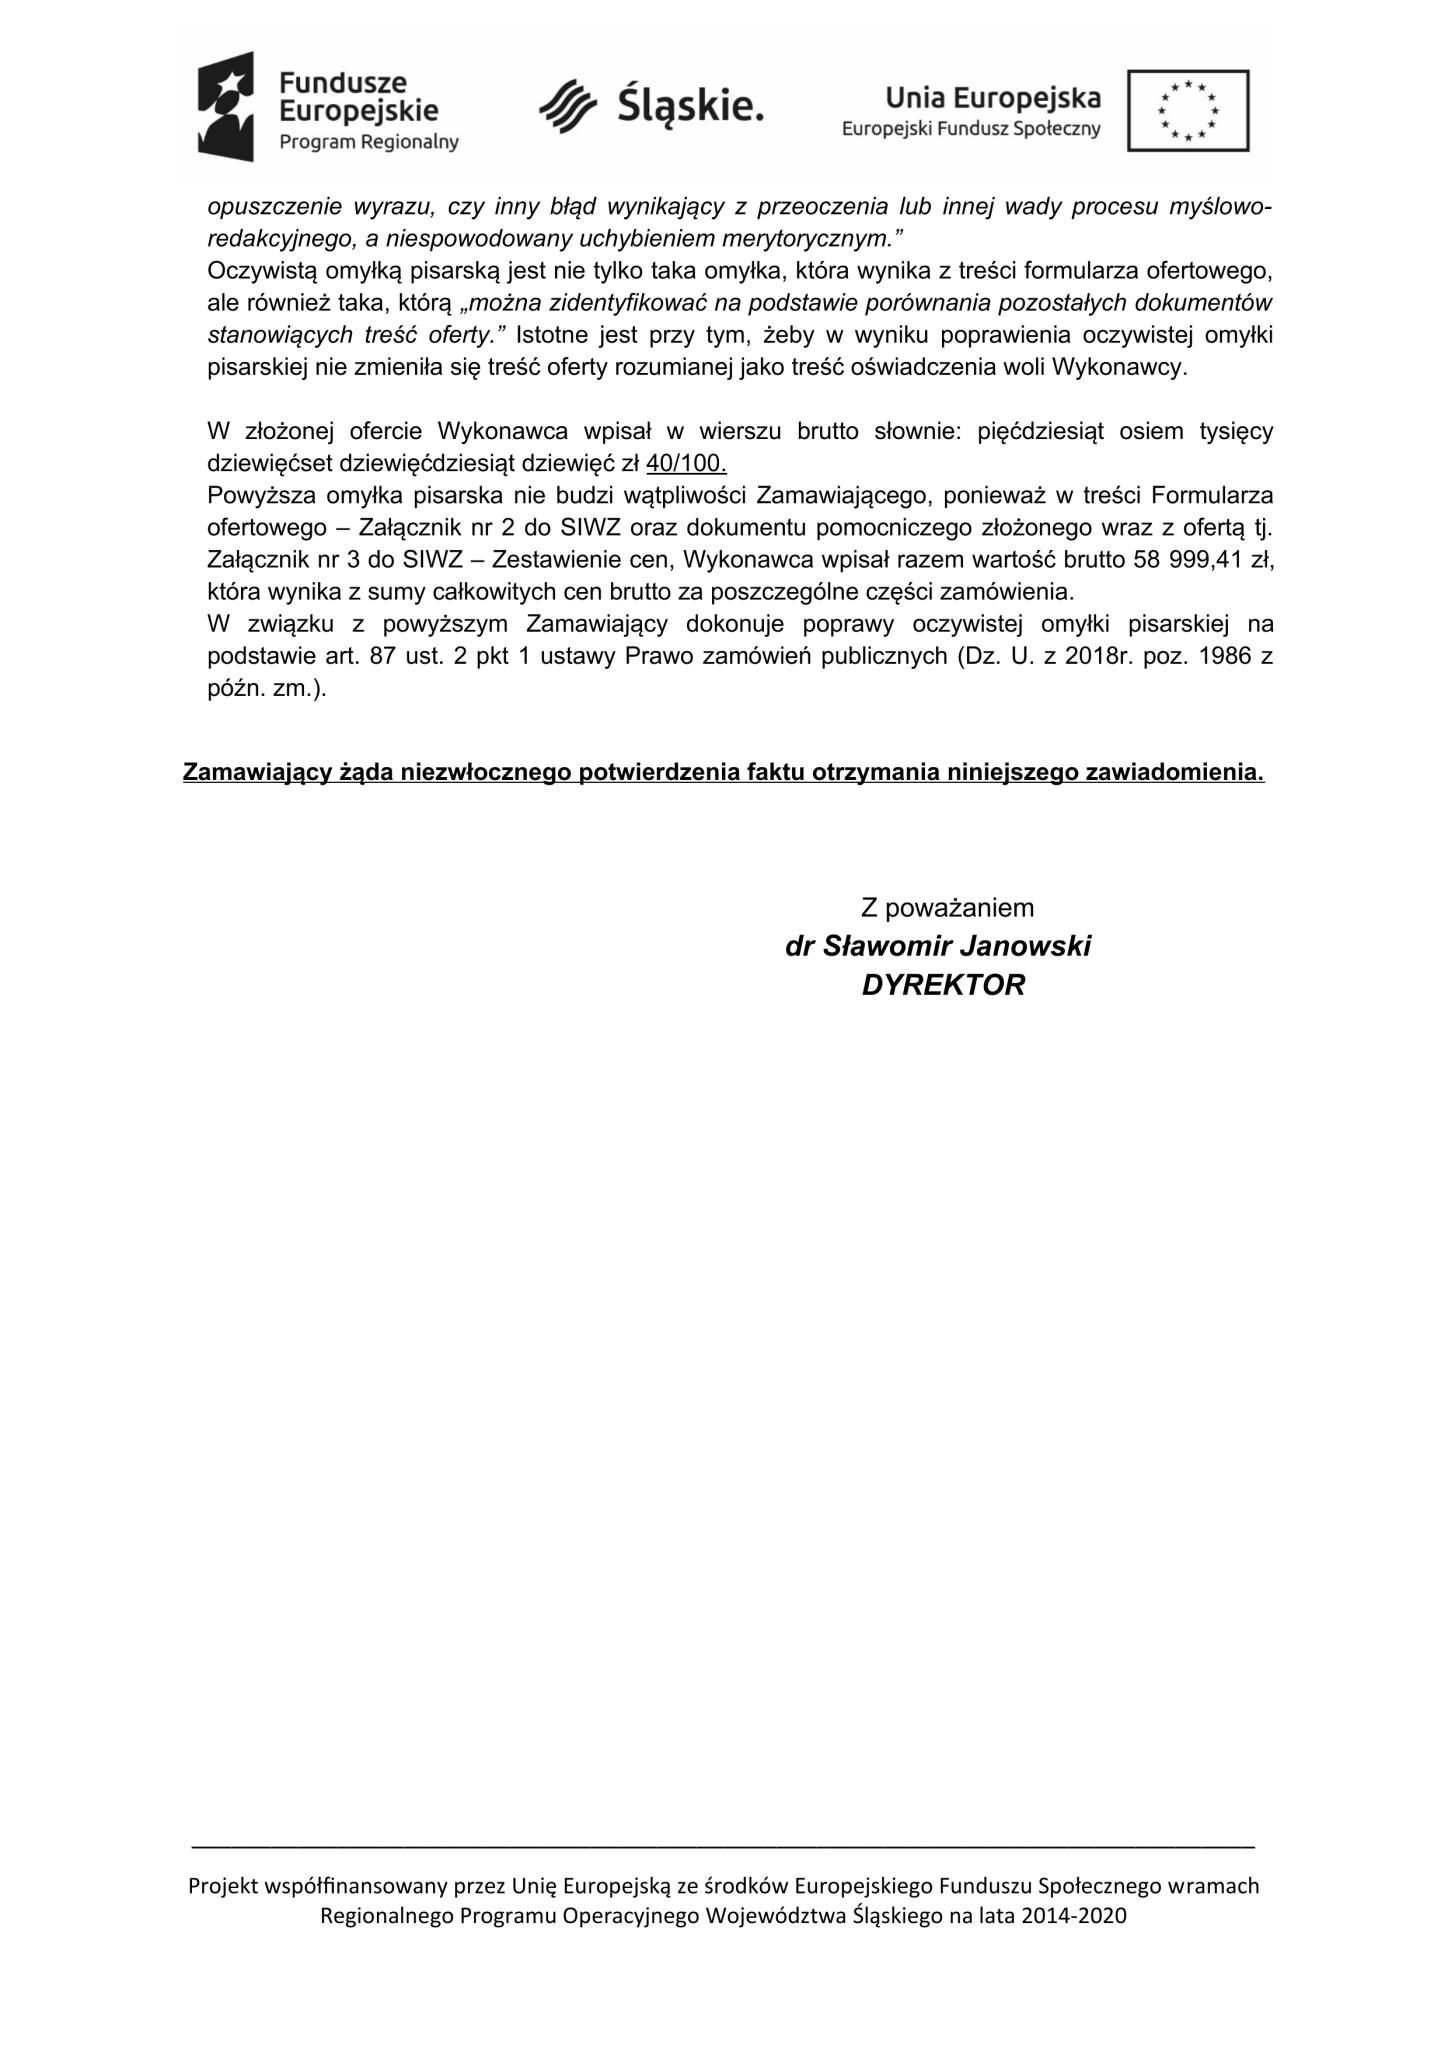 Fundusze
Europejskie
Program Regionalny
Śląskie.
Unia Europejska
Europejski Fundusz Społeczny
opuszczenie wyrazu, czy inny błąd wynikający z przeoczenia lub innej wady procesu myślowo-
redakcyjnego, a niespowodowany uchybieniem merytorycznym.”
Oczywistą omyłką pisarską jest nie tylko taka omyłka, która wynika z treści formularza ofertowego,
ale również taka, którą „można zidentyfikować na podstawie porównania pozostałych dokumentów
stanowiących treść oferty.” Istotne jest przy tym, żeby w wyniku poprawienia oczywistej omyłki
pisarskiej nie zmieniła się treść oferty rozumianej jako treść oświadczenia woli Wykonawcy.
W złożonej ofercie Wykonawca wpisał w wierszu brutto słownie: pięćdziesiąt osiem tysięcy
dziewięćset dziewięćdziesiąt dziewięć zł 40/100.
Powyższa omyłka pisarska nie budzi wątpliwości Zamawiającego, ponieważ w treści Formularza
ofertowego – Załącznik nr 2 do SIWZ oraz dokumentu pomocniczego złożonego wraz z ofertą tj.
Załącznik nr 3 do SIWZ – Zestawienie cen, Wykonawca wpisał razem wartość brutto 58 999,41 zł,
która wynika z sumy całkowitych cen brutto za poszczególne części zamówienia.
W związku z powyższym Zamawiający dokonuje poprawy oczywistej omyłki pisarskiej na
podstawie art. 87 ust. 2 pkt 1 ustawy Prawo zamówień publicznych (Dz. U. z 2018r. poz. 1986 z
późn. zm.).
Zamawiający żąda niezwłocznego potwierdzenia faktu otrzymania niniejszego zawiadomienia.
Z poważaniem
dr Sławomir Janowski
DYREKTOR
Projekt współfinansowany przez Unię Europejską ze środków Europejskiego Funduszu Społecznego wramach
Regionalnego Programu Operacyjnego Województwa Śląskiego na lata 2014-2020